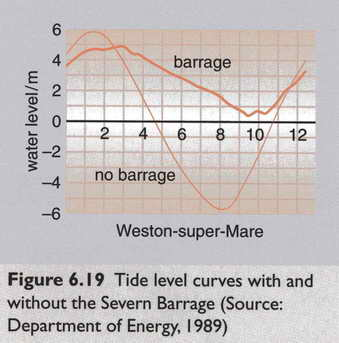 6
4
2
0
−2
−4
−6
water level/m
barrage
2 4 6 8 10 12
no barrage
Weston-super-Mare
Figure 6.19 Tide level curves with and
without the Severn Barrage (Source:
Department of Energy, 1989)